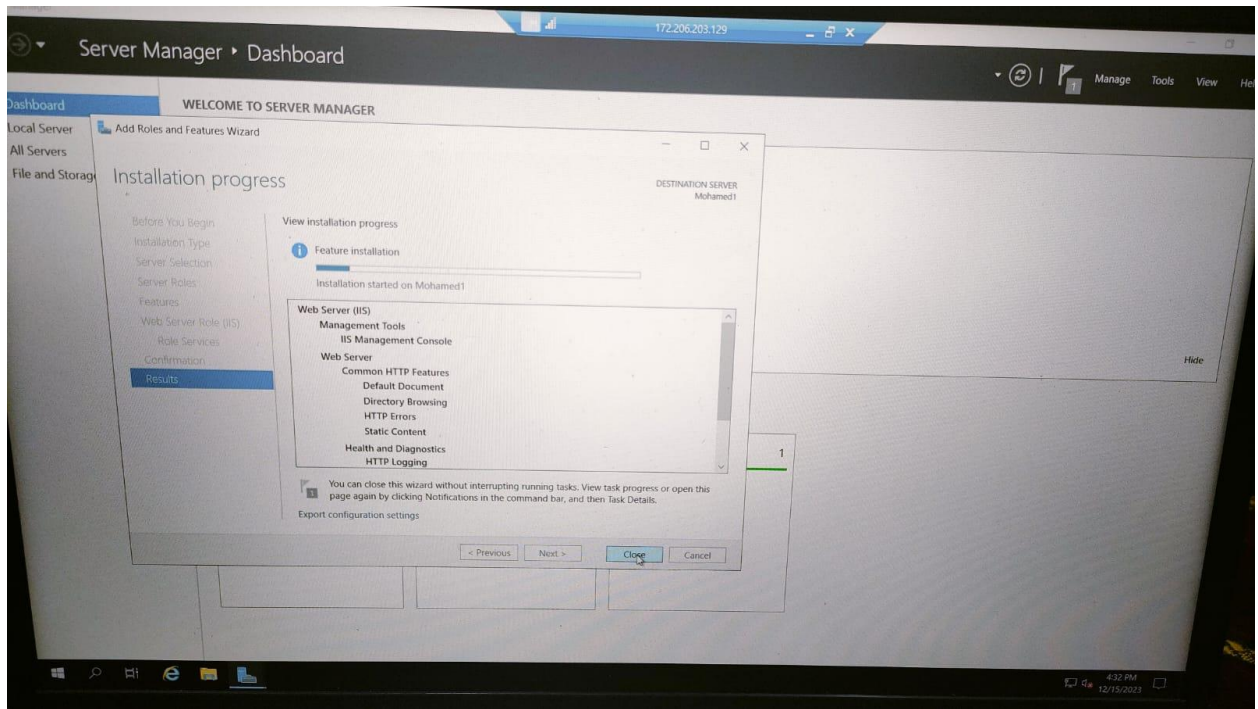 172.206.203.129
Server Manager ‣ Dashboard
1
Manage
Tools
View
Hel
Dashboard
Local Server
All Servers
File and Storag
WELCOME TO SERVER MANAGER
Add Roles and Features Wizard
Installation progress
DESTINATION SERVER
Mohamed1
Before You Begin
Installation Type
Server Selection
Server Roles
Features
Web Server Role (IIS)
Role Services
Confirmation
Results
View installation progress
Feature installation
Installation started on Mohamed1
Web Server (IIS)
Management Tools
IIS Management Console
Web Server
Common HTTP Features
Default Document
Directory Browsing
HTTP Errors
Static Content
Health and Diagnostics
HTTP Logging
1
You can close this wizard without interrupting running tasks. View task progress or open this
page again by clicking Notifications in the command bar, and then Task Details.
Export configuration settings
< Previous
Next >
Close
Cancel
Hide
1
4:32 PM
12/15/2023